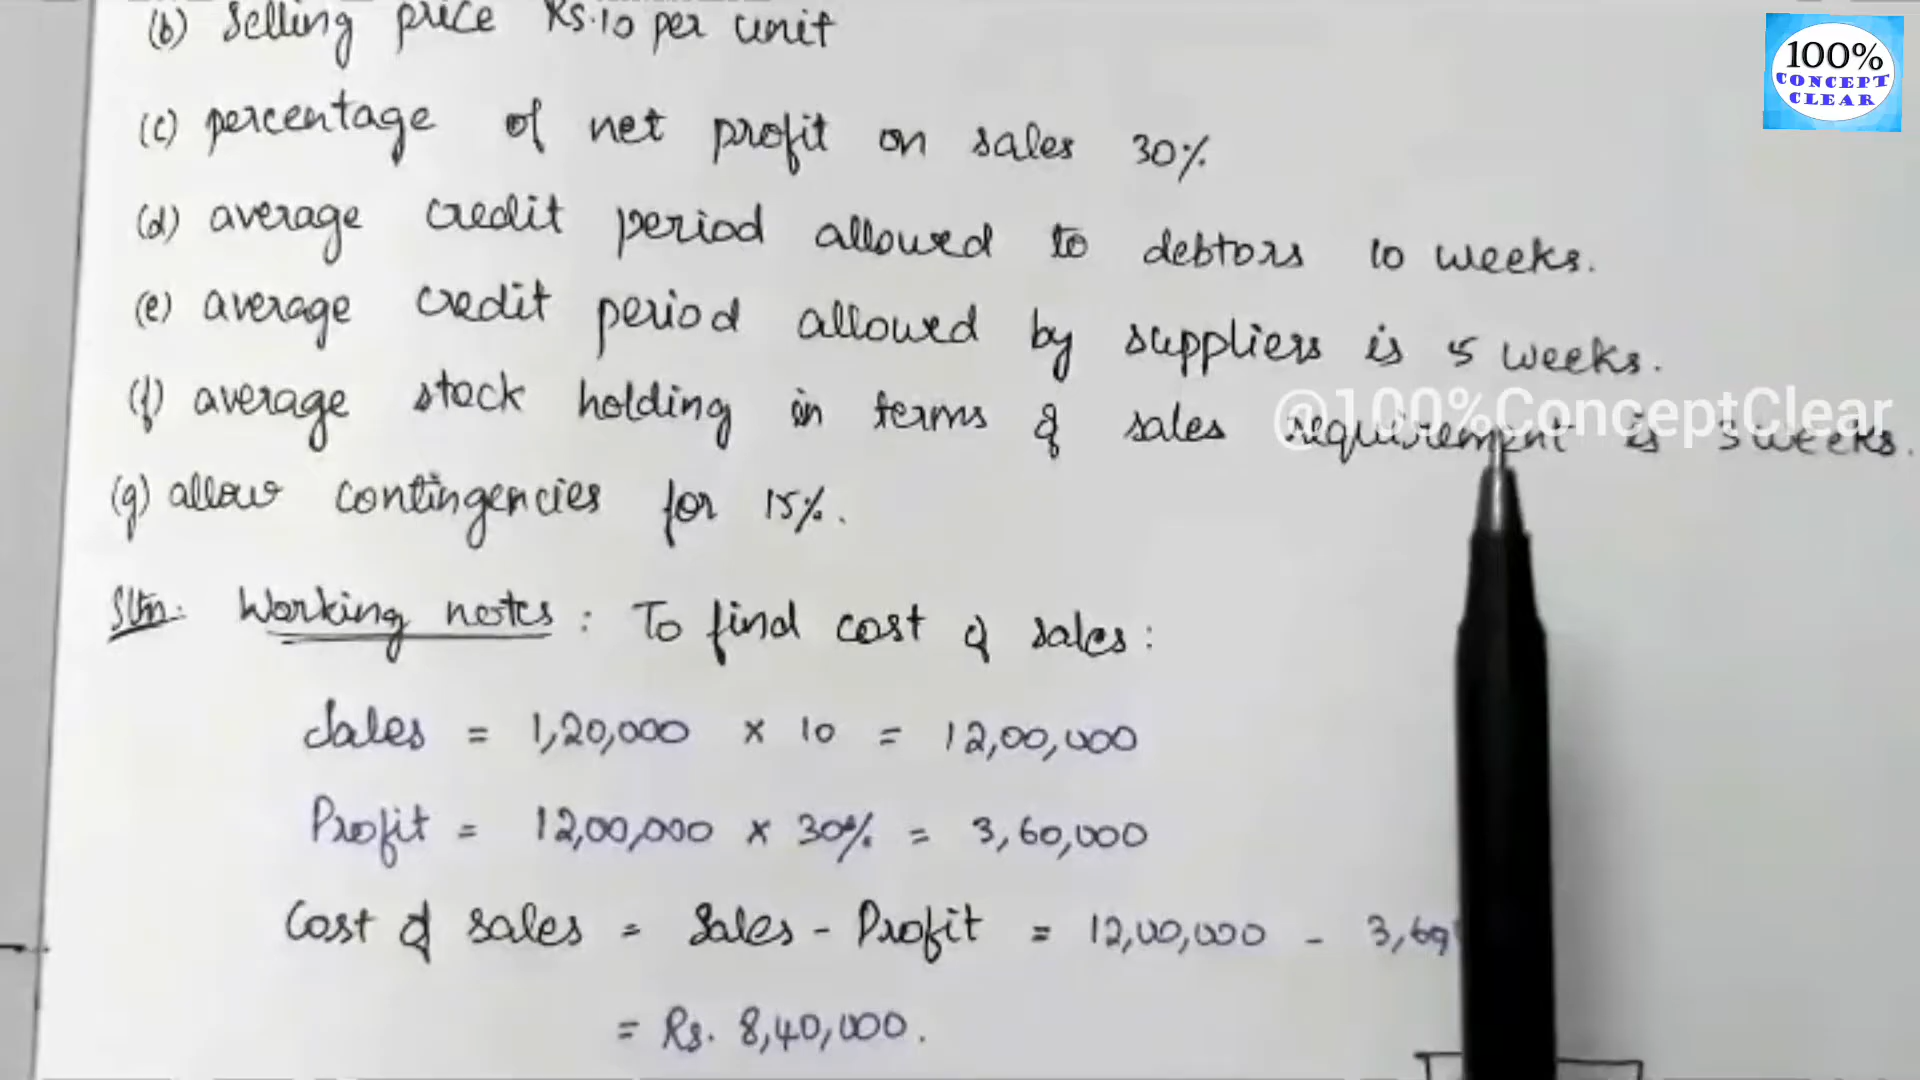 100%
CONCEPT
CLEAR
(b) Selling price Rs.10 per unit
(c) percentage of net profit on sales 30%
(d) average credit period allowed to debtors 10 weeks.
(e) average credit period allowed by suppliers is 5 weeks.
@100%ConceptClear
(f) average stock holding in terms of sales requirement is 3 weeks.
(g) allow contingencies for 15%.
Sltn: Working notes : To find cost of sales :
Sales = 1,20,000 x 10 = 12,00,000
Profit = 12,00,000 x 30% = 3,60,000
Cost of sales = Sales - Profit = 12,00,000 - 3,60
= Rs. 8,40,000.